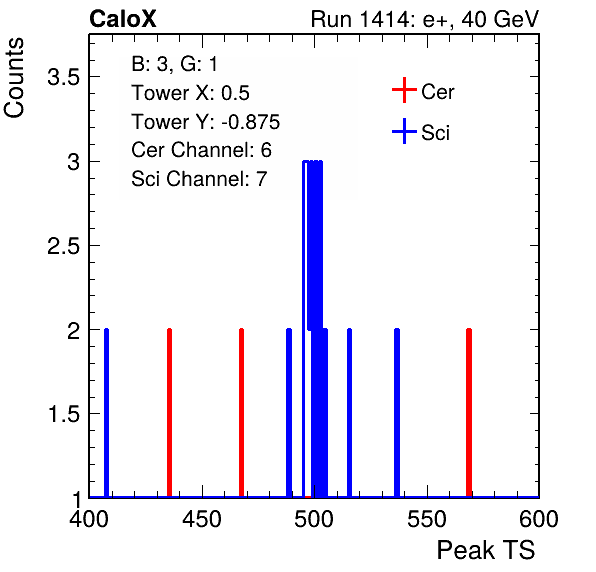 CaloX
Run 1414: e+, 40 GeV
Counts
B: 3, G: 1
Tower X: 0.5
Tower Y: -0.875
Cer Channel: 6
Sci Channel: 7
Cer
Sci
3.5
3
2.5
2
1.5
1
400 450 500 550 600
Peak TS